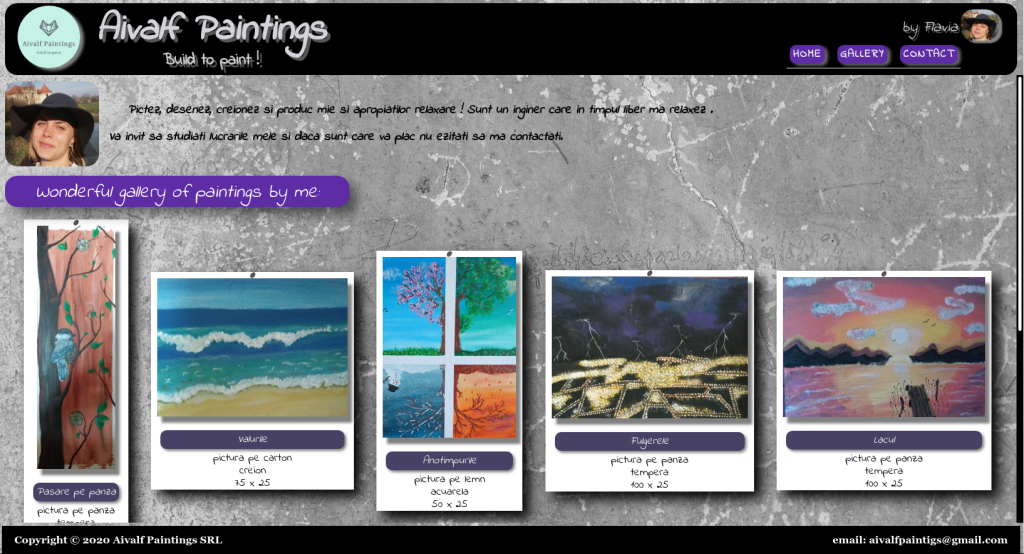 Aivalf Paintings
Build to paint
Aivalf Paintings
Build to paint !
by Flavia
HOME GALLERY CONTACT
Pictez, desenez, creionez si produc mie si apropiatilor relaxare ! Sunt un inginer care in timpul liber ma relaxez .
Va invit sa studiati lucrarile mele si daca sunt care va plac nu ezitati sa ma contactati.
Wonderful gallery of paintings by me:
Pasare pe panza
pictura pe panza
tempera
Valurile
pictura pe carton
creion
75 x 25
Anotimpurile
pictura pe lemn
acuarela
50 x 25
Fulgerele
pictura pe panza
tempera
100 x 25
Lacul
pictura pe panza
tempera
100 x 25
Copyright © 2020 Aivalf Paintings SRL
email: aivalfpaintigs@gmail.com